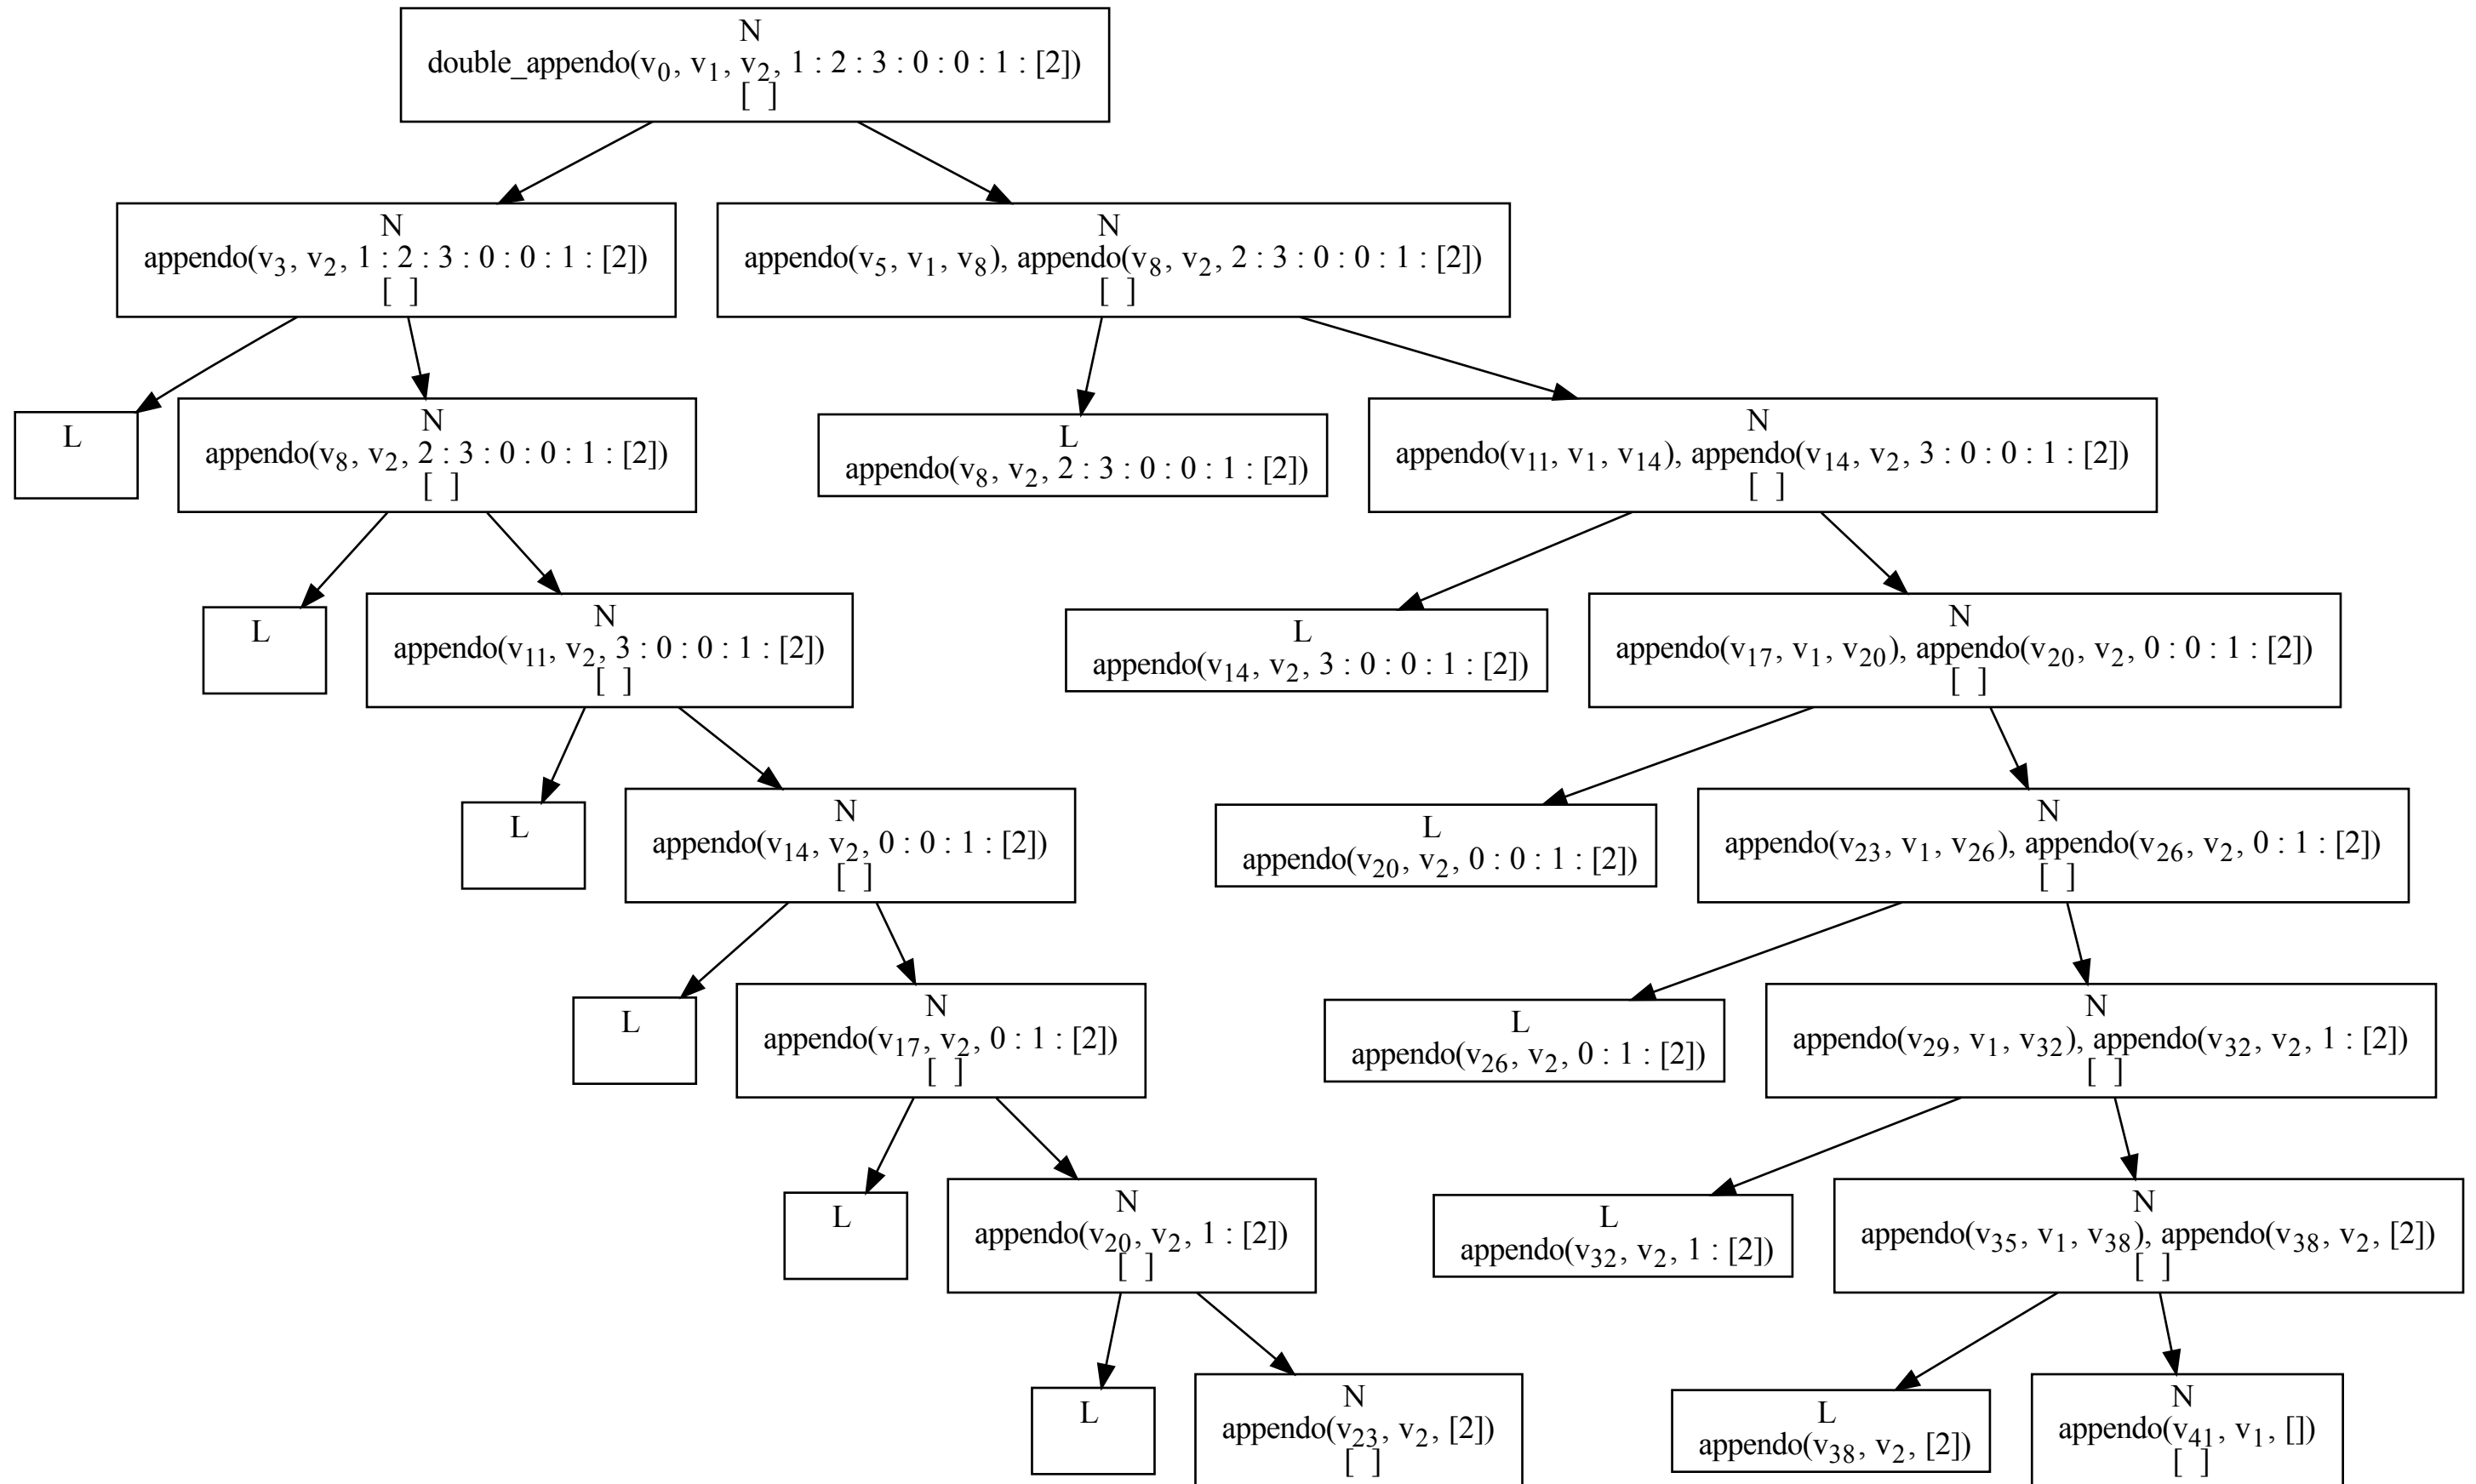 N
double_appendo(v₀, v₁, v₂, 1 : 2 : 3 : 0 : 0 : 1 : [2])
[ ]
N
appendo(v₃, v₂, 1 : 2 : 3 : 0 : 0 : 1 : [2])
[ ]
N
appendo(v₅, v₁, v₈), appendo(v₈, v₂, 2 : 3 : 0 : 0 : 1 : [2])
[ ]
L
N
appendo(v₈, v₂, 2 : 3 : 0 : 0 : 1 : [2])
[ ]
L
appendo(v₈, v₂, 2 : 3 : 0 : 0 : 1 : [2])
N
appendo(v₁₁, v₁, v₁₄), appendo(v₁₄, v₂, 3 : 0 : 0 : 1 : [2])
[ ]
L
N
appendo(v₁₁, v₂, 3 : 0 : 0 : 1 : [2])
[ ]
L
appendo(v₁₄, v₂, 3 : 0 : 0 : 1 : [2])
N
appendo(v₁₇, v₁, v₂₀), appendo(v₂₀, v₂, 0 : 0 : 1 : [2])
[ ]
L
N
appendo(v₁₄, v₂, 0 : 0 : 1 : [2])
[ ]
L
appendo(v₂₀, v₂, 0 : 0 : 1 : [2])
N
appendo(v₂₃, v₁, v₂₆), appendo(v₂₆, v₂, 0 : 1 : [2])
[ ]
L
N
appendo(v₁₇, v₂, 0 : 1 : [2])
[ ]
L
appendo(v₂₆, v₂, 0 : 1 : [2])
N
appendo(v₂₉, v₁, v₃₂), appendo(v₃₂, v₂, 1 : [2])
[ ]
L
N
appendo(v₂₀, v₂, 1 : [2])
[ ]
L
appendo(v₃₂, v₂, 1 : [2])
N
appendo(v₃₅, v₁, v₃₈), appendo(v₃₈, v₂, [2])
[ ]
L
N
appendo(v₂₃, v₂, [2])
[ ]
L
appendo(v₃₈, v₂, [2])
N
appendo(v₄₁, v₁, [])
[ ]